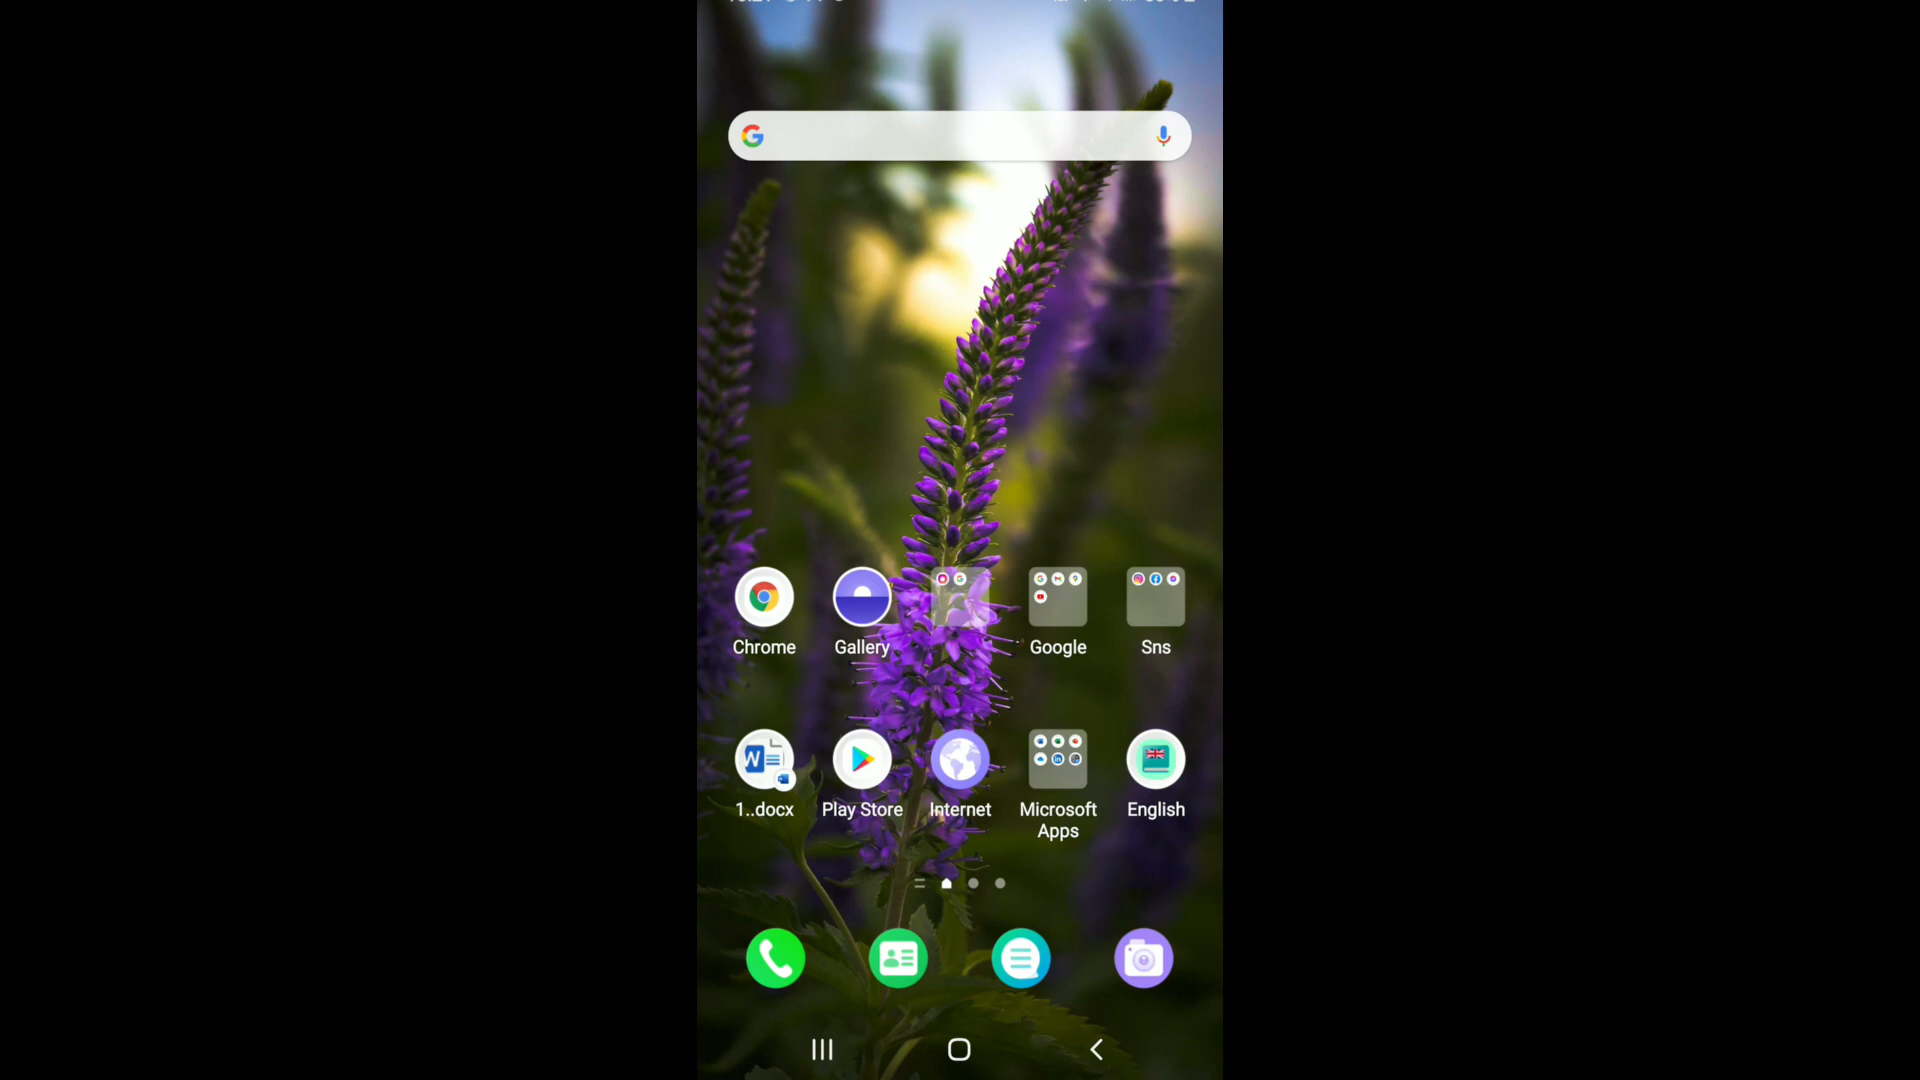 Chrome
Gallery
Google
Sns
1..docx
Play Store
Internet
Microsoft
Apps
English